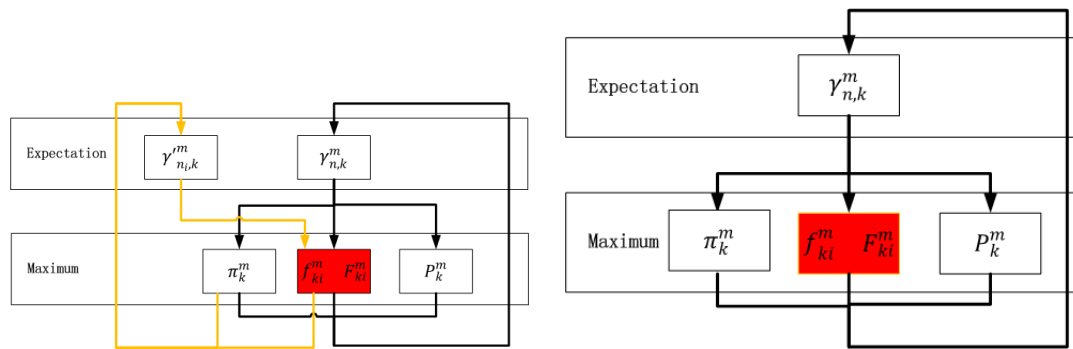 Expectation γ'^m_{n_i,k} γ^m_{n,k}
Maximum π^m_k f^m_{ki} F^m_{ki} P^m_k
Expectation γ^m_{n,k}
Maximum π^m_k f^m_{ki} F^m_{ki} P^m_k